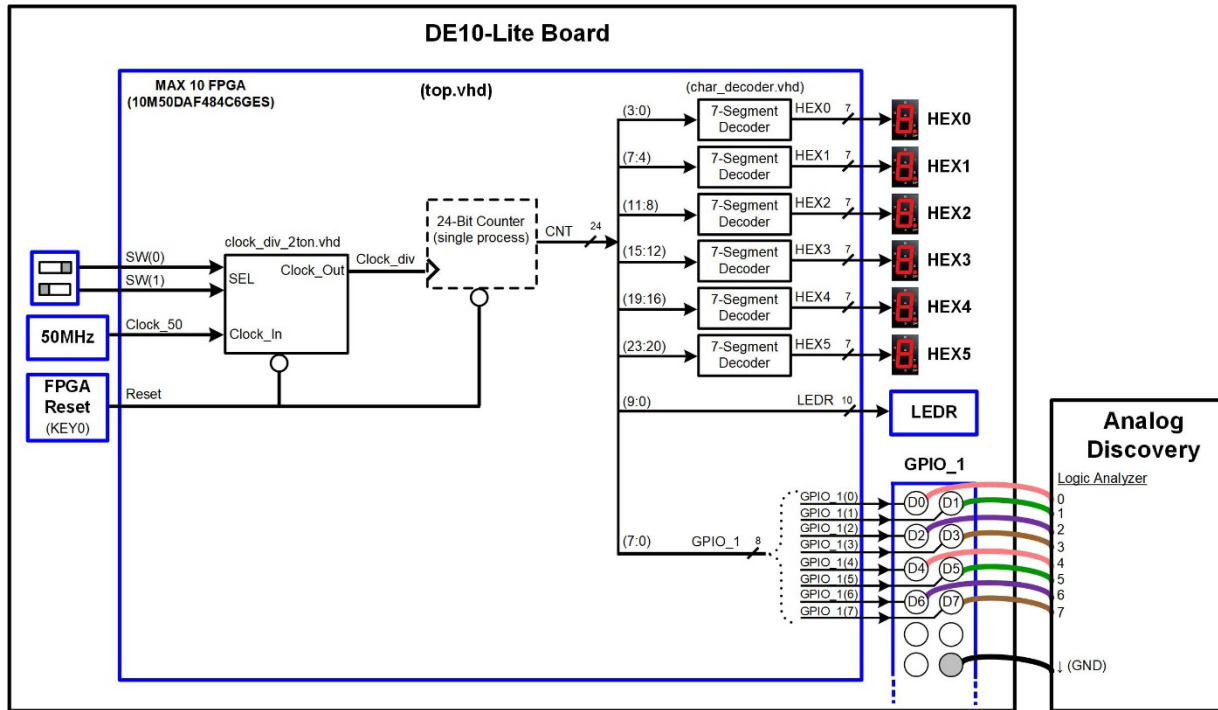 DE10-Lite Board
MAX 10 FPGA
(10M50DAF484C6GES)
(top.vhd)
(char_decoder.vhd)
(3:0)
7-Segment
Decoder
HEX0
7
HEX0
(7:4)
7-Segment
Decoder
HEX1
7
HEX1
(11:8)
7-Segment
Decoder
HEX2
7
HEX2
(15:12)
7-Segment
Decoder
HEX3
7
HEX3
(19:16)
7-Segment
Decoder
HEX4
7
HEX4
(23:20)
7-Segment
Decoder
HEX5
7
HEX5
24-Bit Counter
(single process)
CNT
24
clock_div_2ton.vhd
SW(0)
SW(1)
SEL
Clock_Out
Clock_div
50MHz
Clock_50
Clock_In
FPGA
Reset
(KEY0)
Reset
(9:0)
LEDR
10
LEDR
GPIO_1
(7:0)
GPIO_1
8
GPIO_1(0)
GPIO_1(1)
GPIO_1(2)
GPIO_1(3)
GPIO_1(4)
GPIO_1(5)
GPIO_1(6)
GPIO_1(7)
D0
D1
D2
D3
D4
D5
D6
D7
Analog
Discovery
Logic Analyzer
0
1
2
3
4
5
6
7
↓ (GND)